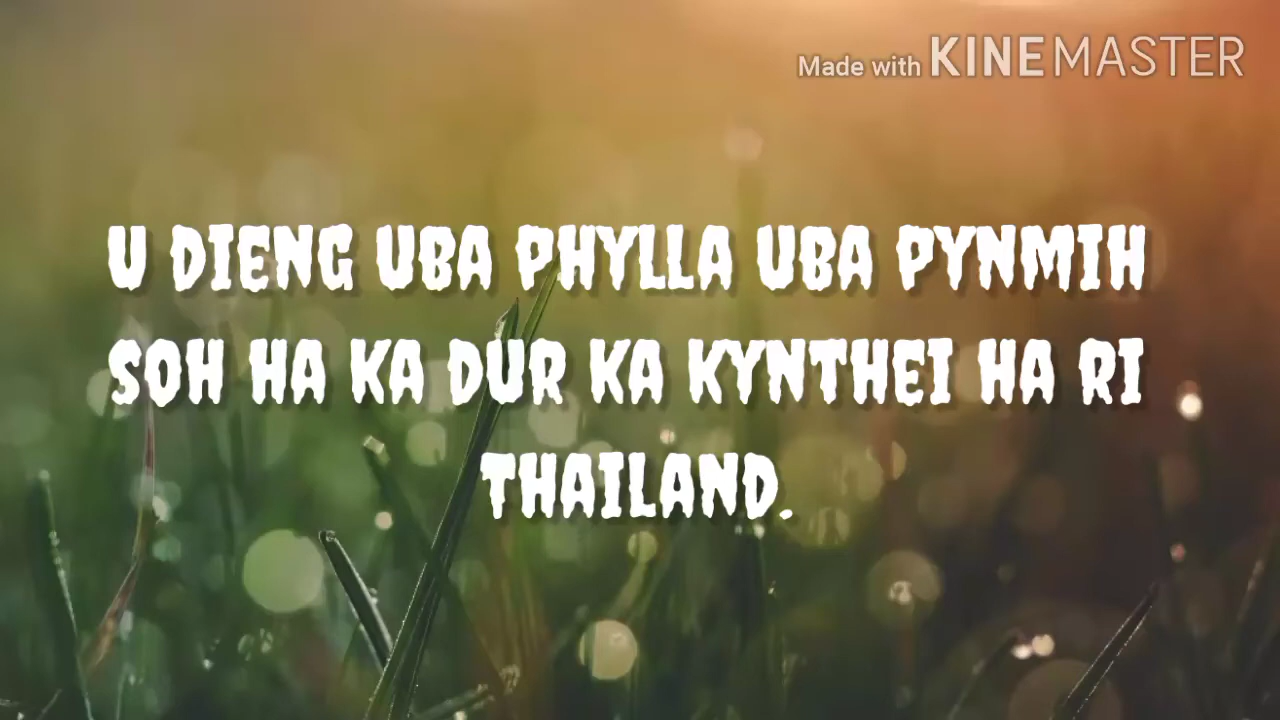 Made with KINEMASTER
U DIENG UBA PHYLLA UBA PYNMIH
SOH HA KA DUR KA KYNTHEI HA RI
THAILAND.